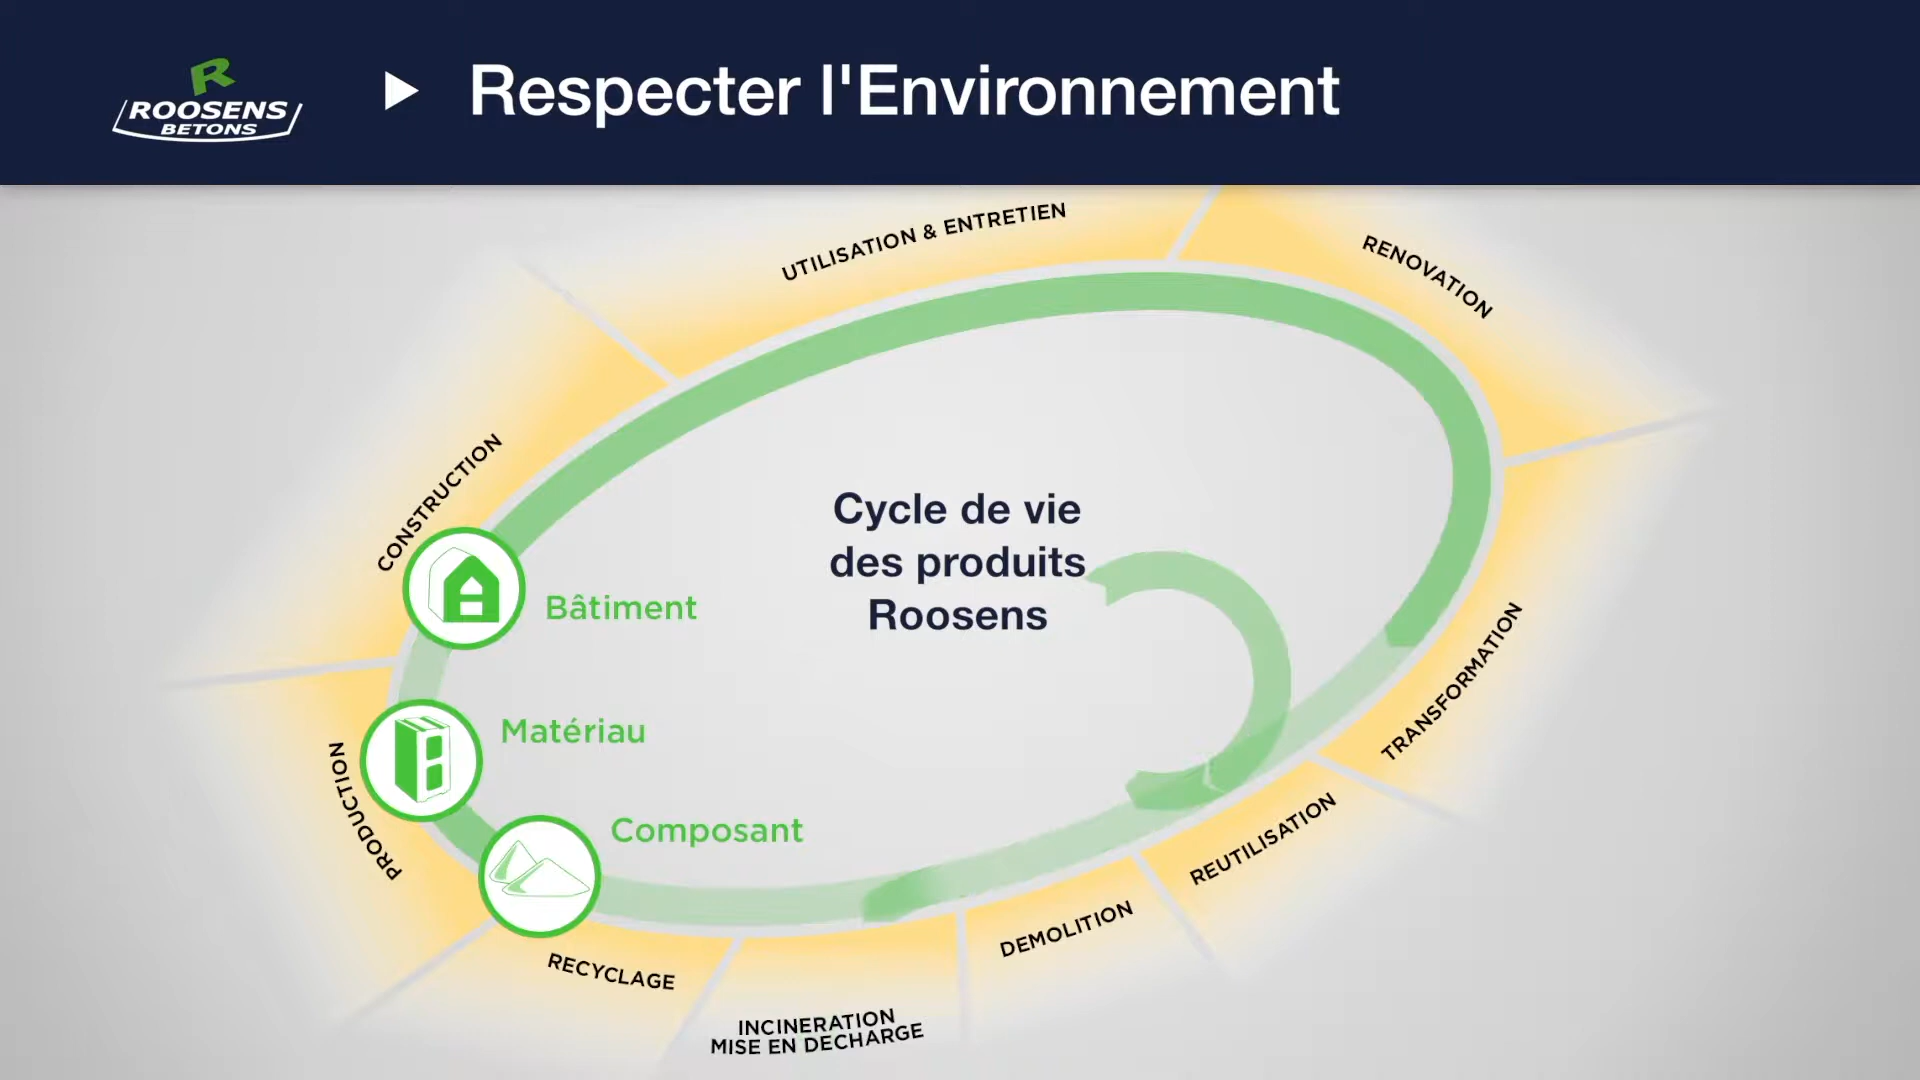 R
ROOSENS
BETONS
Respecter l'Environnement
UTILISATION & ENTRETIEN
RENOVATION
CONSTRUCTION
Cycle de vie
des produits
Roosens
Bâtiment
Matériau
Composant
TRANSFORMATION
PRODUCTION
REUTILISATION
DEMOLITION
RECYCLAGE
INCINERATION
MISE EN DECHARGE